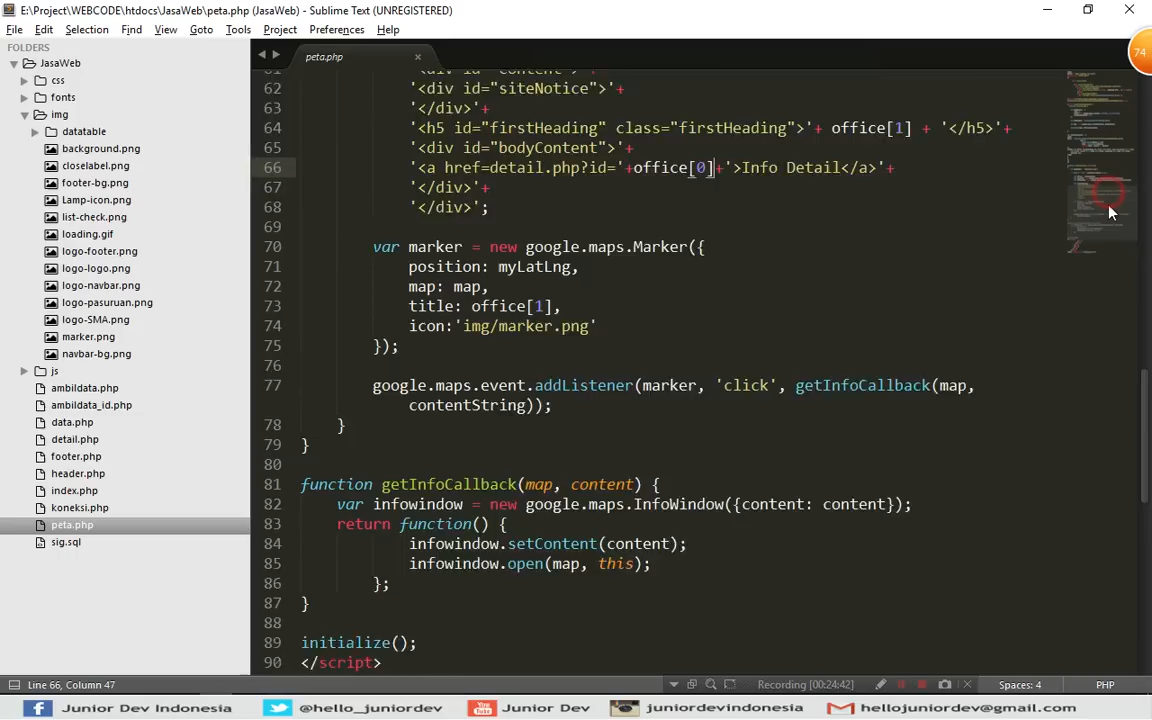 E:\Project\WEBCODE\htdocs\JasaWeb\peta.php (JasaWeb) - Sublime Text (UNREGISTERED)
File Edit Selection Find View Goto Tools Project Preferences Help
74
FOLDERS
JasaWeb
css
fonts
img
datatable
background.png
closelabel.png
footer-bg.png
Lamp-icon.png
list-check.png
loading.gif
logo-footer.png
logo-logo.png
logo-navbar.png
logo-pasuruan.png
logo-SMA.png
marker.png
navbar-bg.png
js
ambildata.php
ambildata_id.php
data.php
detail.php
footer.php
header.php
index.php
koneksi.php
peta.php
sig.sql
peta.php ×
61 '<div id="content">'+
62 '<div id="siteNotice">'+
63 '</div>'+
64 '<h5 id="firstHeading" class="firstHeading">'+ office[1] + '</h5>'+
65 '<div id="bodyContent">'+
66 '<a href=detail.php?id='+office[0]+'>Info Detail</a>'+
67 '</div>'+
68 '</div>';
69
70 var marker = new google.maps.Marker({
71 position: myLatLng,
72 map: map,
73 title: office[1],
74 icon:'img/marker.png'
75 });
76
77 google.maps.event.addListener(marker, 'click', getInfoCallback(map,
contentString));
78 }
79 }
80
81 function getInfoCallback(map, content) {
82 var infowindow = new google.maps.InfoWindow({content: content});
83 return function() {
84 infowindow.setContent(content);
85 infowindow.open(map, this);
86 };
87 }
88
89 initialize();
90 </script>
Line 66, Column 47 Recording [00:24:42] Spaces: 4 PHP
Junior Dev Indonesia @hello_juniordev You Tube Junior Dev juniordevindonesia hellojuniordev@gmail.com